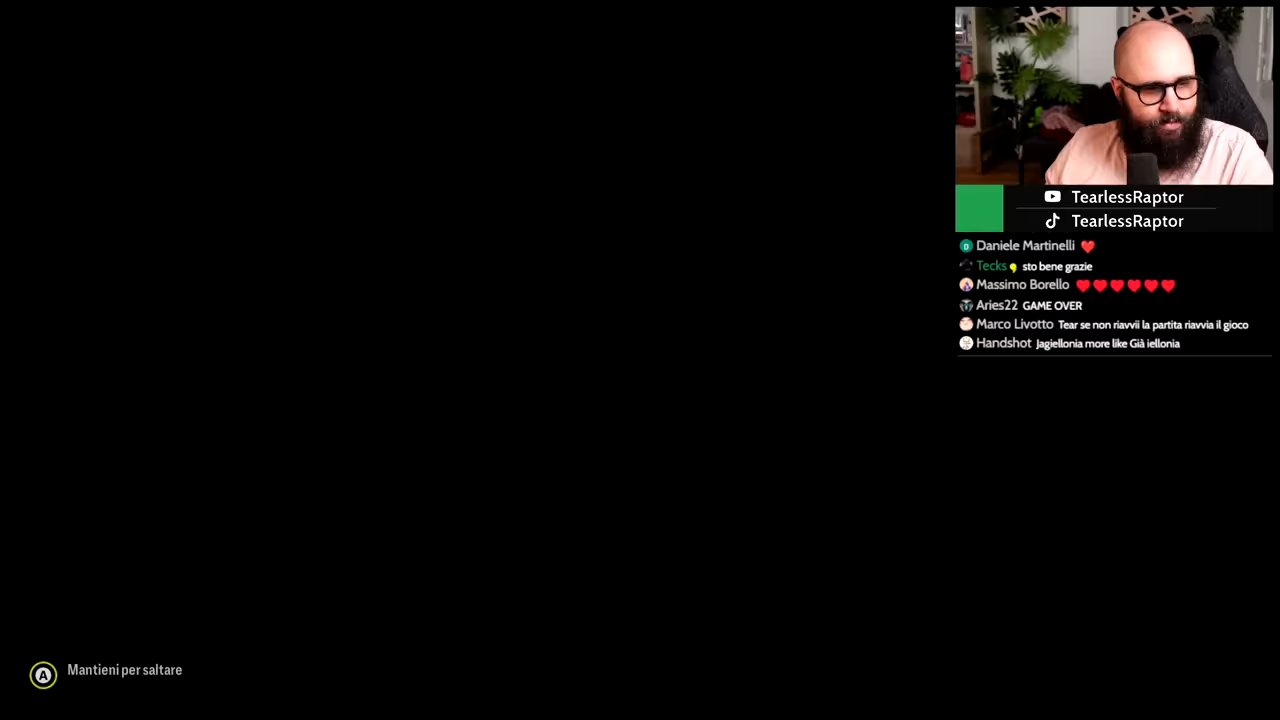 TearlessRaptor
TearlessRaptor
Daniele Martinelli ❤️
Tecks sto bene grazie
Massimo Borello ❤️❤️❤️❤️❤️❤️
Aries22 GAME OVER
Marco Livotto Tear se non riavvii la partita riavvia il gioco
Handshot Jagiellonia more like Già iellonia
A Mantieni per saltare